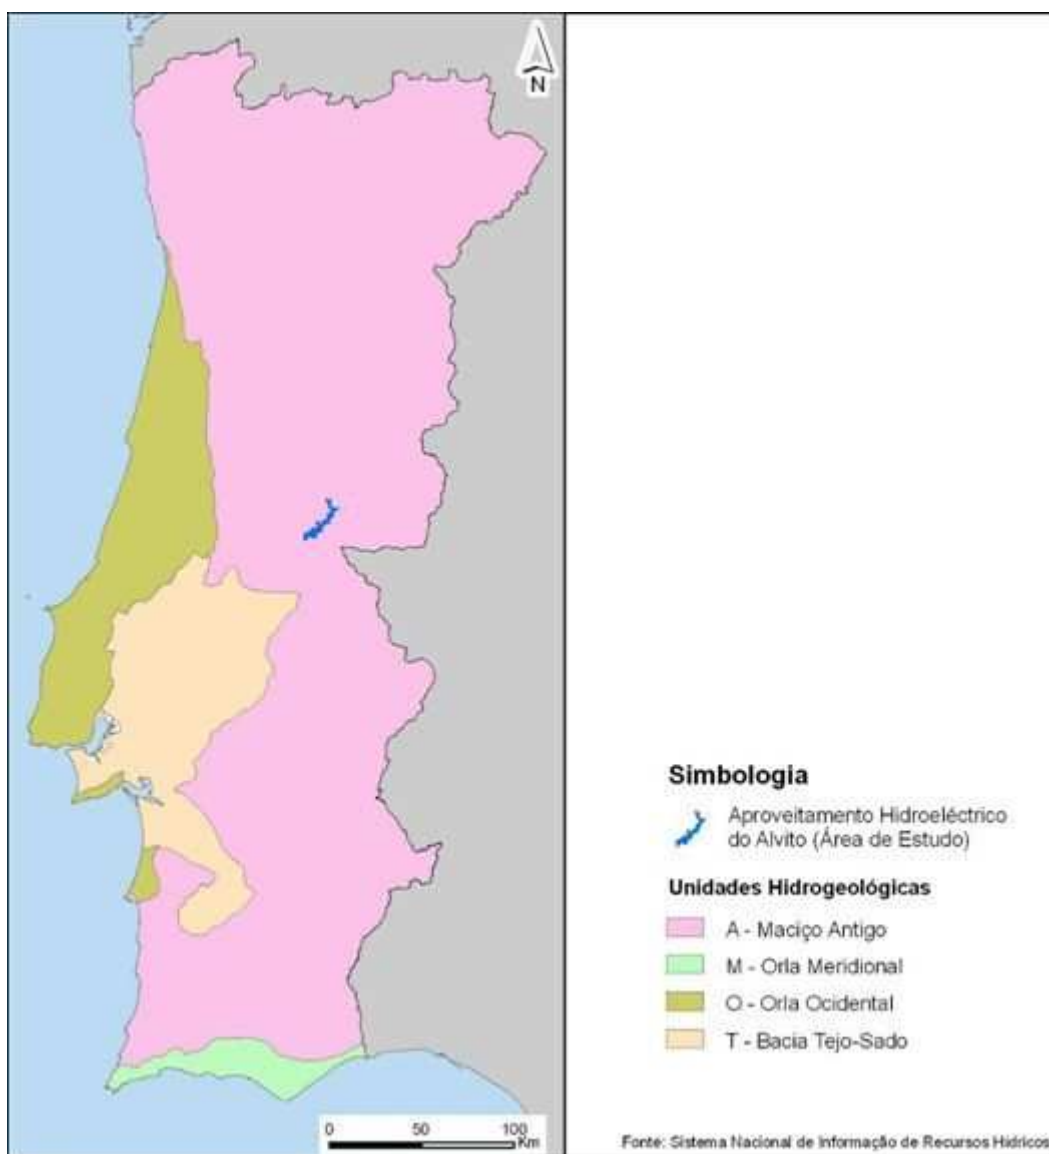 N
Simbologia
Aproveitamento Hidroeléctrico
do Alvito (Área de Estudo)
Unidades Hidrogeológicas
A - Maciço Antigo
M - Orla Meridional
O - Orla Ocidental
T - Bacia Tejo-Sado
0 50 100
Km
Fonte: Sistema Nacional de Informação de Recursos Hídricos